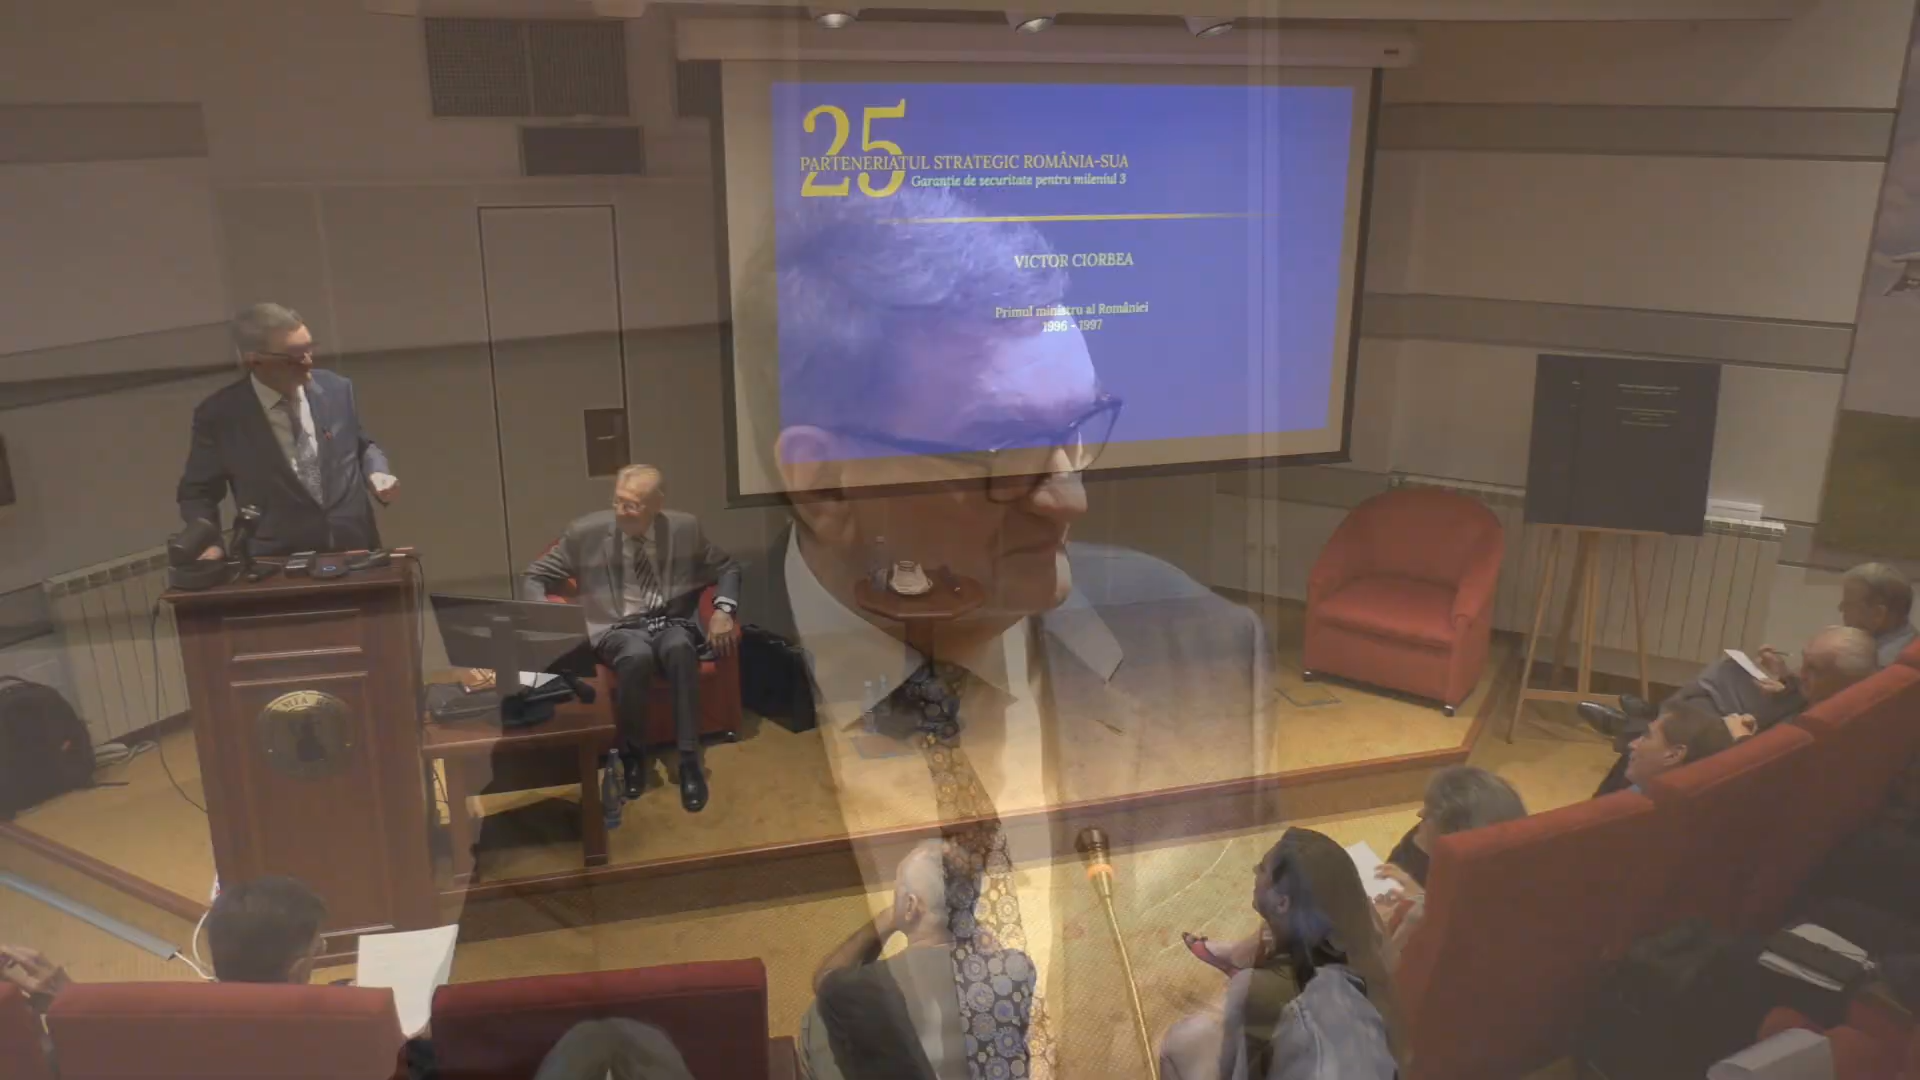 25
PARTENERIATUL STRATEGIC ROMÂNIA-SUA
Garanție de securitate pentru mileniul 3
VICTOR CIORBEA
Primul ministru al României
1996 - 1997